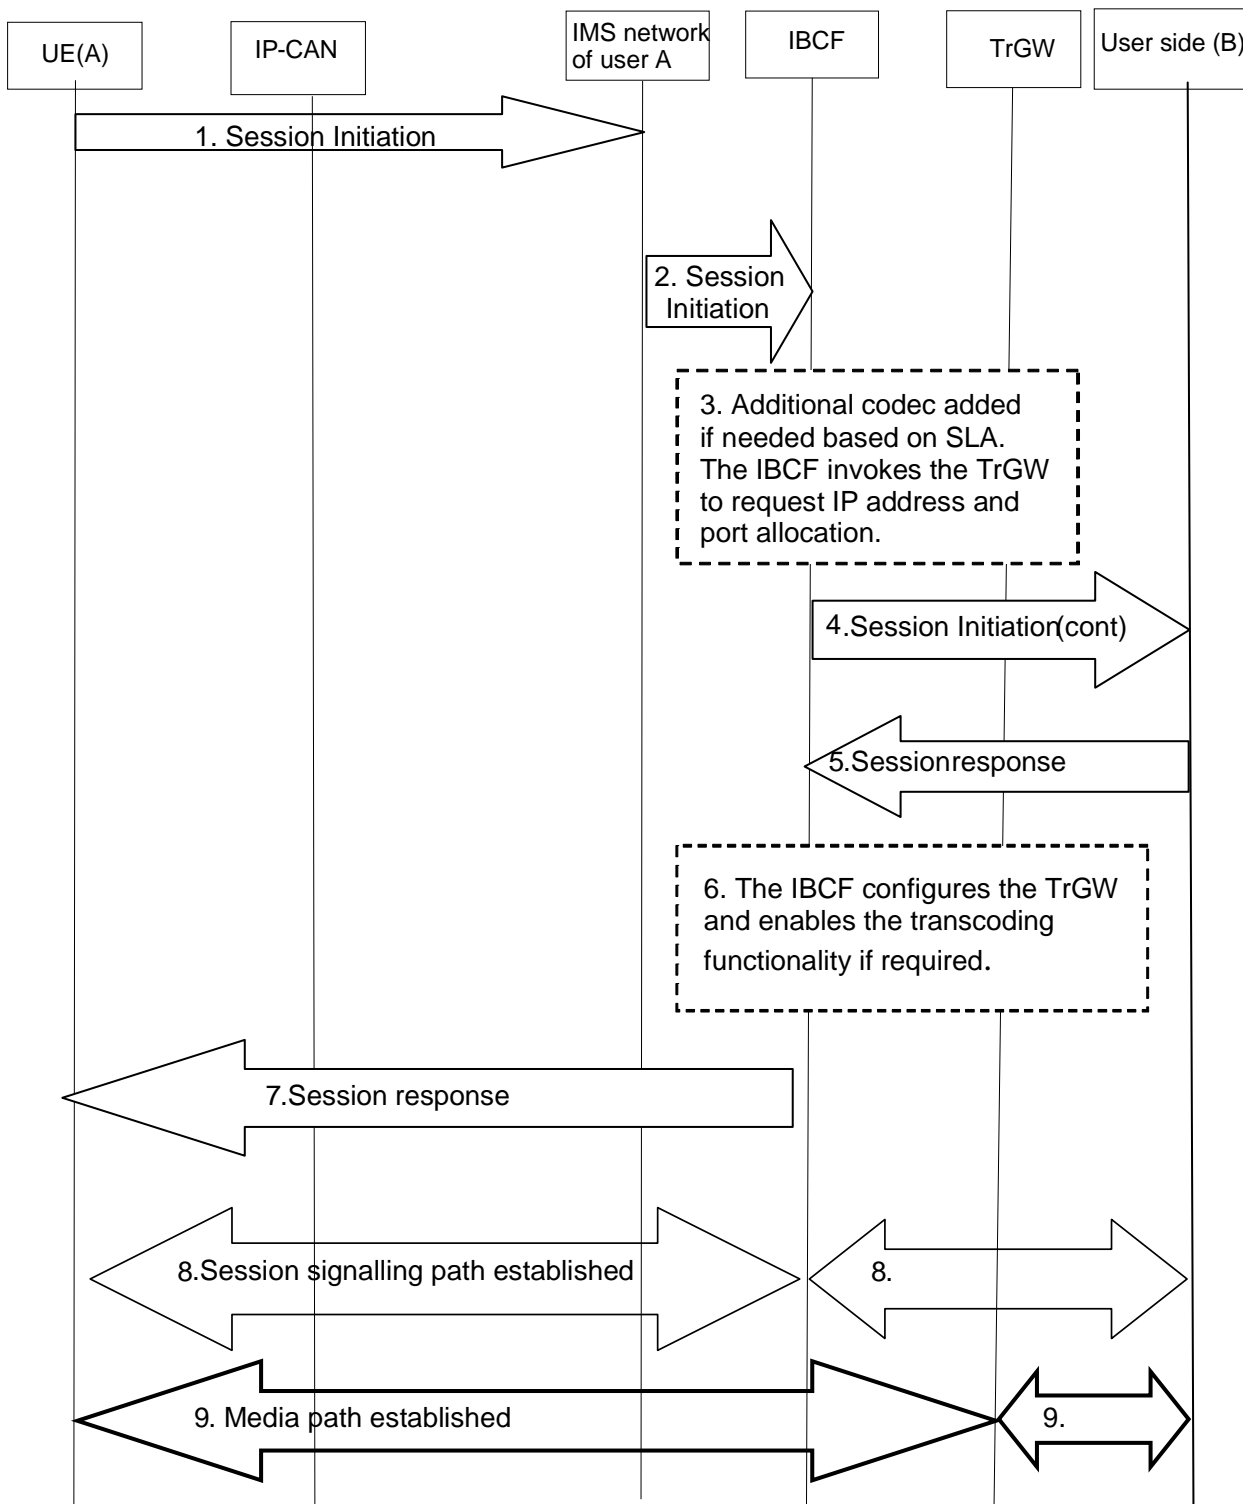 UE(A)
IP-CAN
IMS network
of user A
IBCF
TrGW
User side (B)
1. Session Initiation
2. Session
Initiation
3. Additional codec added
if needed based on SLA.
The IBCF invokes the TrGW
to request IP address and
port allocation.
4.Session Initiation(cont)
5.Session response
6. The IBCF configures the TrGW
and enables the transcoding
functionality if required.
7.Session response
8.Session signalling path established
8.
9. Media path established
9.